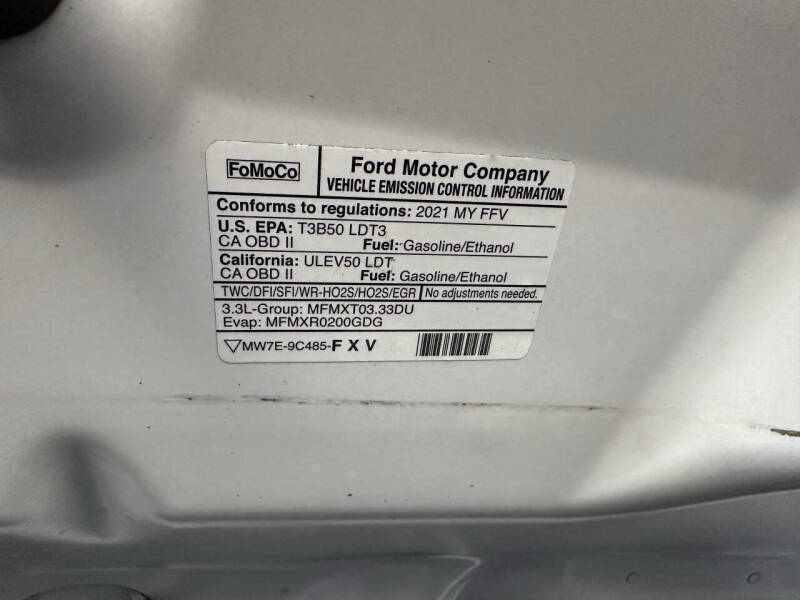 FoMoCo
Ford Motor Company
VEHICLE EMISSION CONTROL INFORMATION
Conforms to regulations: 2021 MY FFV
U.S. EPA: T3B50 LDT3
CA OBD II Fuel: Gasoline/Ethanol
California: ULEV50 LDT
CA OBD II Fuel: Gasoline/Ethanol
TWC/DFI/SFI/WR-HO2S/HO2S/EGR No adjustments needed.
3.3L-Group: MFMXT03.33DU
Evap: MFMXR0200GDG
▽MW7E-9C485-F X V